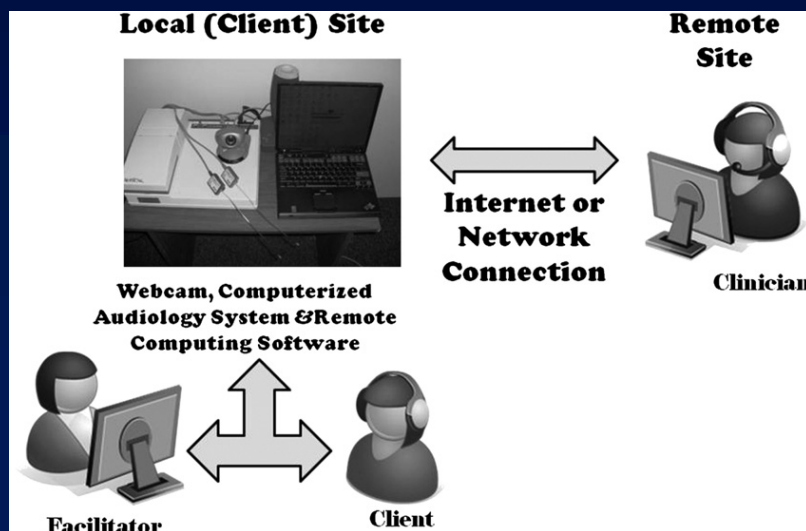 Local (Client) Site
Remote
Site
Internet or
Network
Connection
Clinician
Webcam, Computerized
Audiology System &Remote
Computing Software
Facilitator
Client